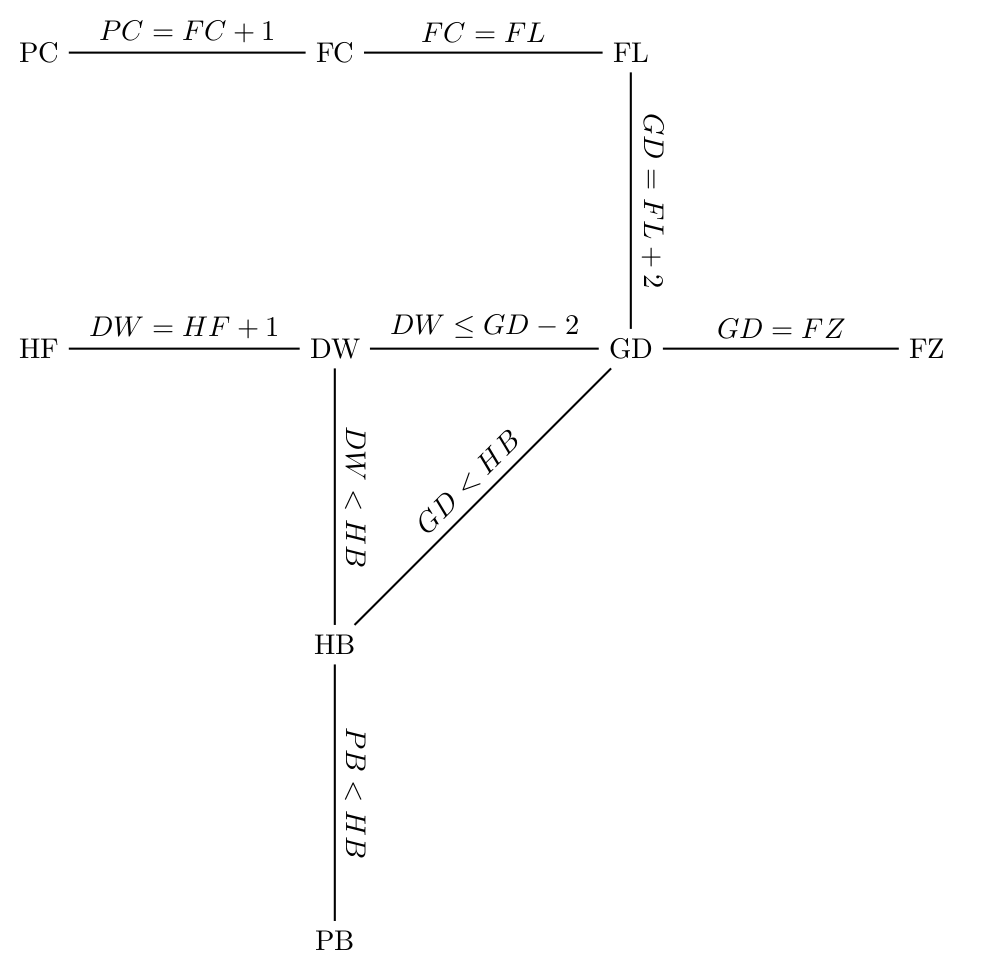 PC
PC = FC + 1
FC
FC = FL
FL
GD = FL + 2
HF
DW = HF + 1
DW
DW ≤ GD − 2
GD
GD = FZ
FZ
DW < HB
GD < HB
HB
PB < HB
PB